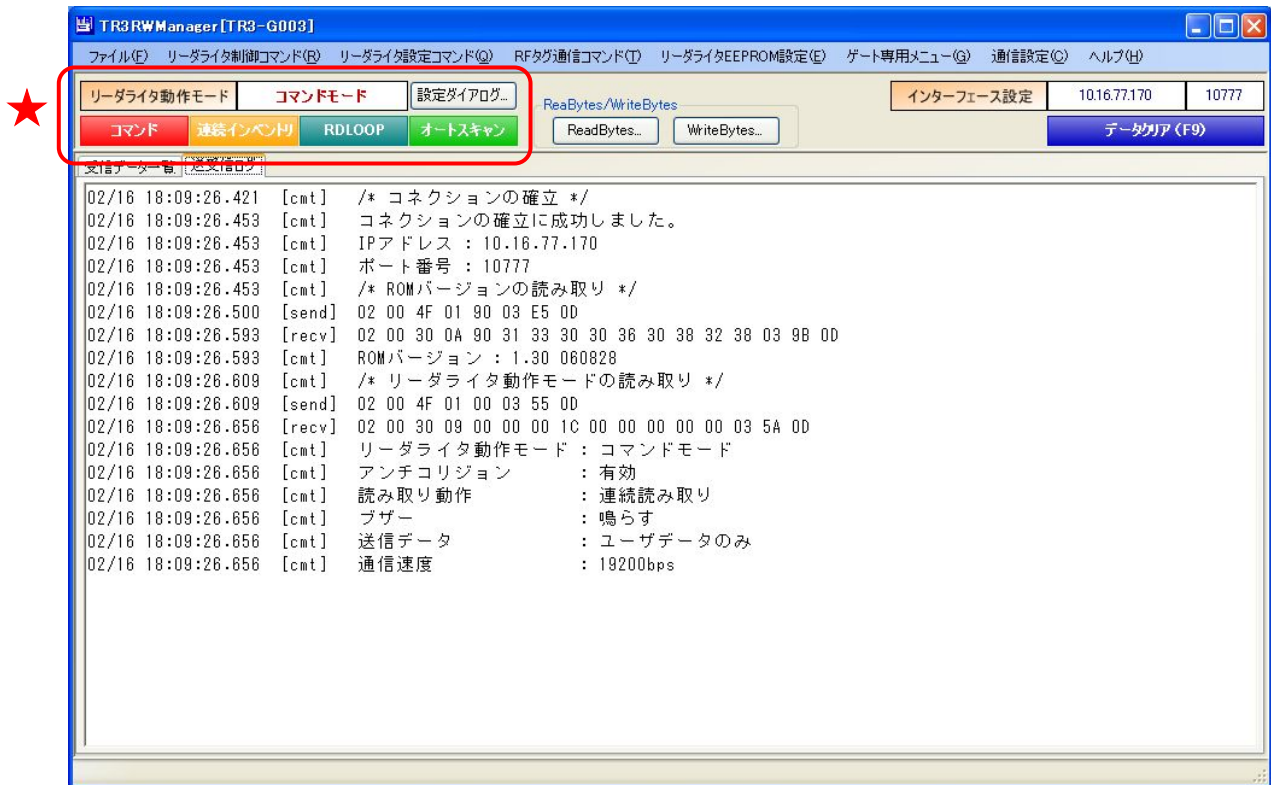 TR3RWManager[TR3-G003]
ファイル(F) リーダライタ制御コマンド(R) リーダライタ設定コマンド(Q) RFタグ通信コマンド(T) リーダライタEEPROM設定(E) ゲート専用メニュー(G) 通信設定(C) ヘルプ(H)
リーダライタ動作モード コマンドモード 設定ダイアログ... ReaBytes/WriteBytes インターフェース設定 10.16.77.170 10777
コマンド 連続インベントリ RDLOOP オートスキャン ReadBytes... WriteBytes... データクリア (F9)
受信データ一覧 送受信ログ
02/16 18:09:26.421 [cmt] /* コネクションの確立 */
02/16 18:09:26.453 [cmt] コネクションの確立に成功しました。
02/16 18:09:26.453 [cmt] IPアドレス : 10.16.77.170
02/16 18:09:26.453 [cmt] ポート番号 : 10777
02/16 18:09:26.453 [cmt] /* ROMバージョンの読み取り */
02/16 18:09:26.500 [send] 02 00 4F 01 90 03 E5 0D
02/16 18:09:26.593 [recv] 02 00 30 0A 90 31 33 30 30 36 30 38 32 38 03 9B 0D
02/16 18:09:26.593 [cmt] ROMバージョン : 1.30 060828
02/16 18:09:26.609 [cmt] /* リーダライタ動作モードの読み取り */
02/16 18:09:26.609 [send] 02 00 4F 01 00 03 55 0D
02/16 18:09:26.656 [recv] 02 00 30 09 00 00 00 1C 00 00 00 00 00 03 5A 0D
02/16 18:09:26.656 [cmt] リーダライタ動作モード : コマンドモード
02/16 18:09:26.656 [cmt] アンチコリジョン : 有効
02/16 18:09:26.656 [cmt] 読み取り動作 : 連続読み取り
02/16 18:09:26.656 [cmt] ブザー : 鳴らす
02/16 18:09:26.656 [cmt] 送信データ : ユーザデータのみ
02/16 18:09:26.656 [cmt] 通信速度 : 19200bps